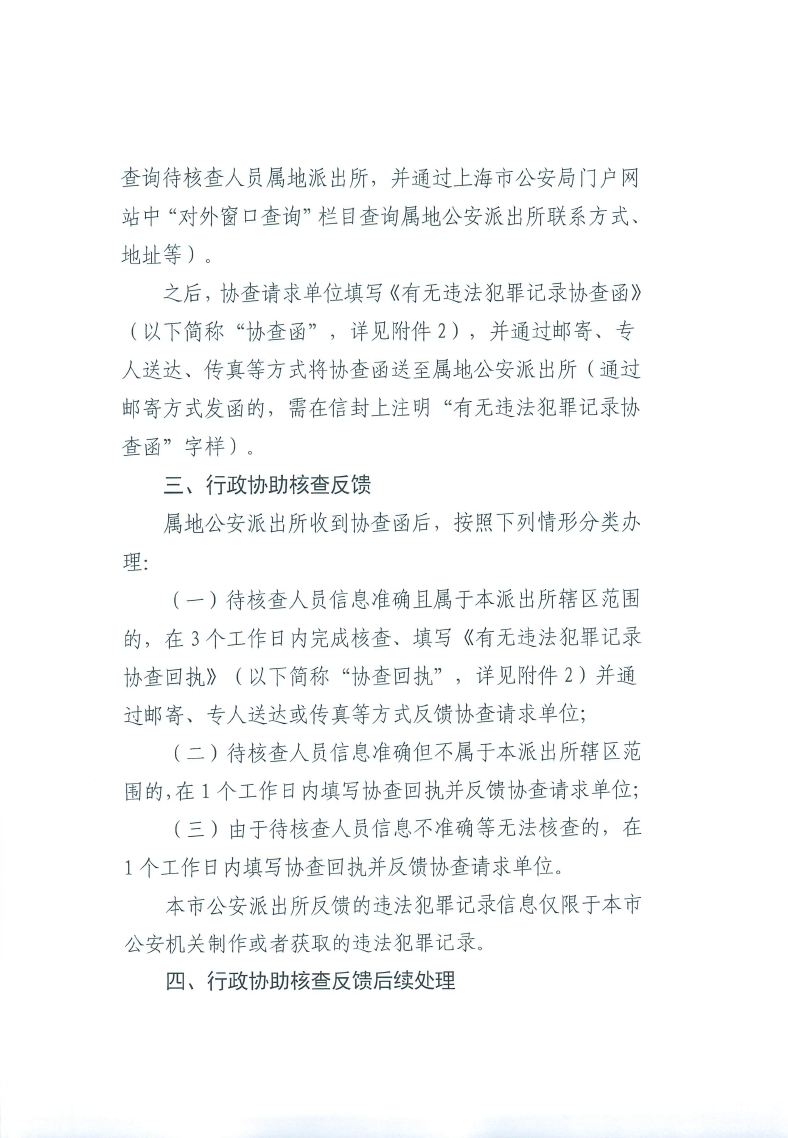 查询待核查人员属地派出所，并通过上海市公安局门户网
站中“对外窗口查询”栏目查询属地公安派出所联系方式、
地址等）。
之后，协查请求单位填写《有无违法犯罪记录协查函》
（以下简称“协查函”，详见附件2），并通过邮寄、专
人送达、传真等方式将协查函送至属地公安派出所（通过
邮寄方式发函的，需在信封上注明“有无违法犯罪记录协
查函”字样）。
三、行政协助核查反馈
属地公安派出所收到协查函后，按照下列情形分类办
理：
（一）待核查人员信息准确且属于本派出所辖区范围
的，在3个工作日内完成核查、填写《有无违法犯罪记录
协查回执》（以下简称“协查回执”，详见附件2）并通
过邮寄、专人送达或传真等方式反馈协查请求单位；
（二）待核查人员信息准确但不属于本派出所辖区范
围的，在1个工作日内填写协查回执并反馈协查请求单位；
（三）由于待核查人员信息不准确等无法核查的，在
1个工作日内填写协查回执并反馈协查请求单位。
本市公安派出所反馈的违法犯罪记录信息仅限于本市
公安机关制作或者获取的违法犯罪记录。
四、行政协助核查反馈后续处理